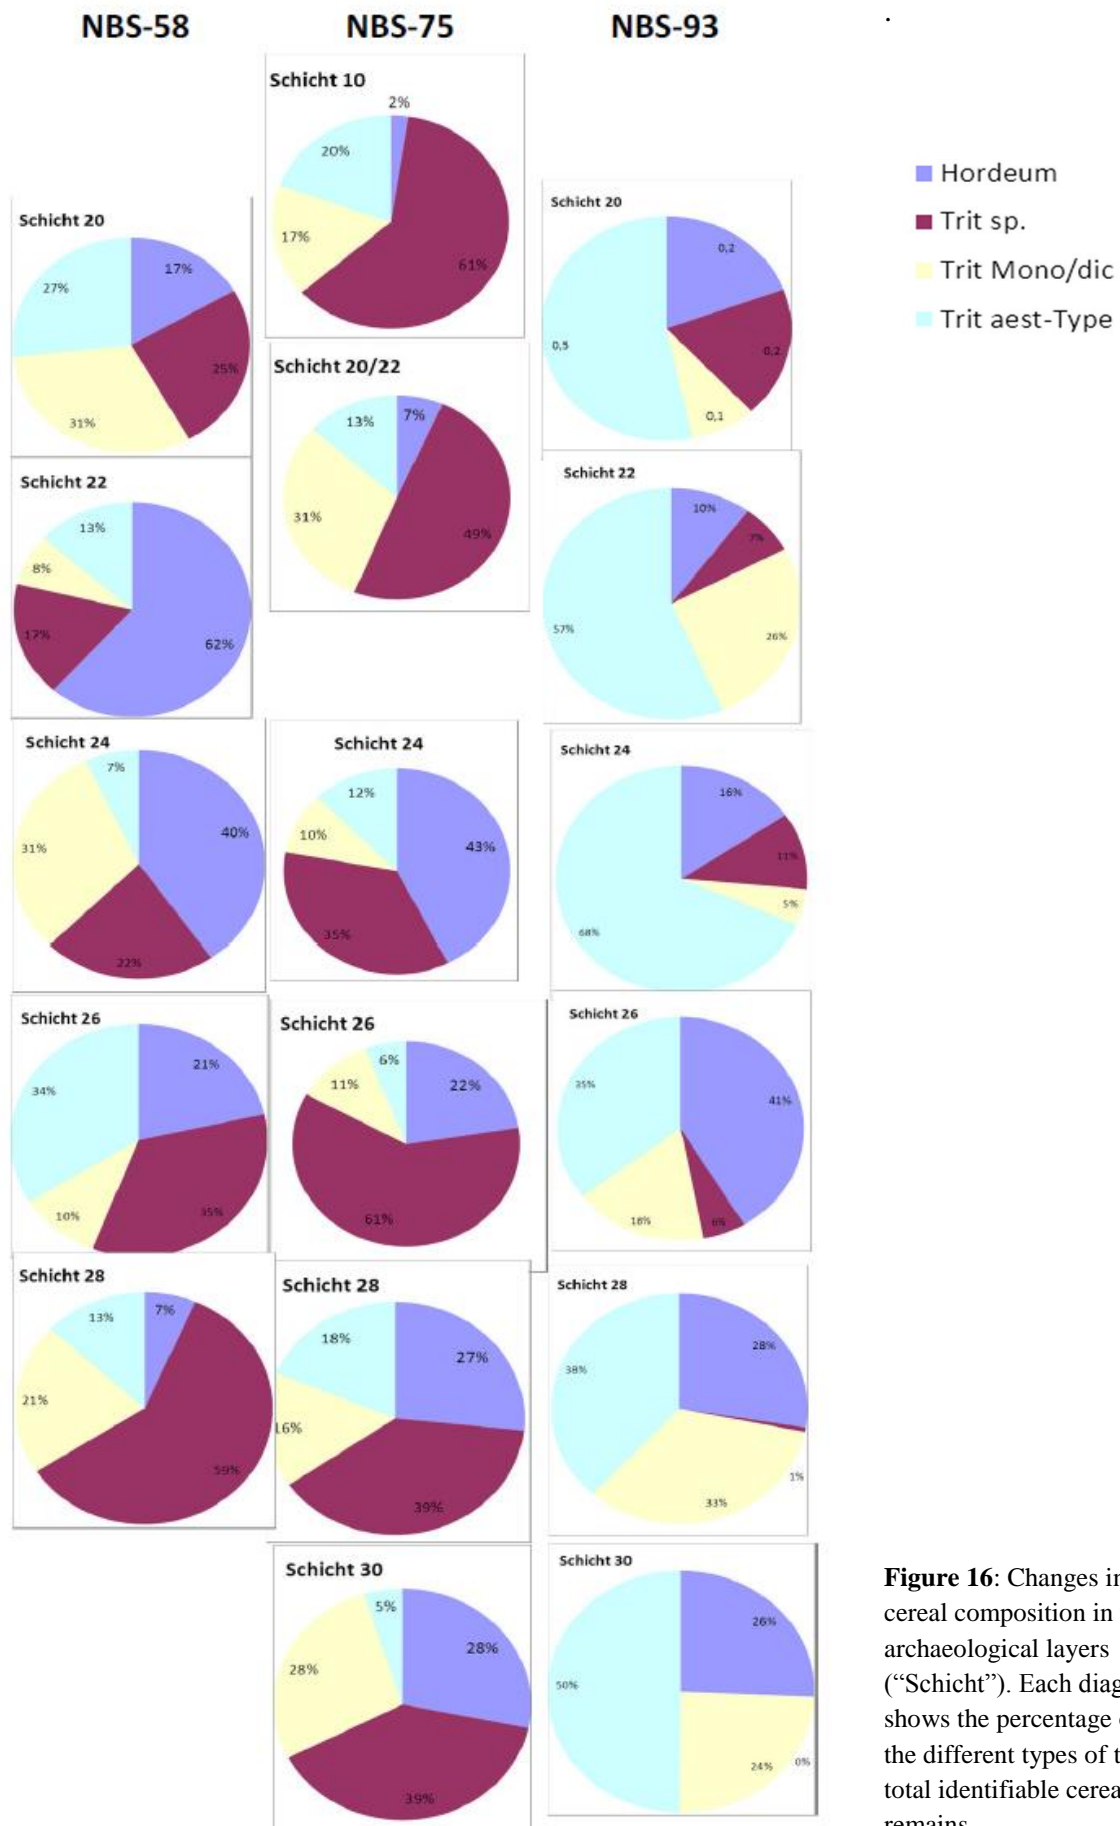 NBS-58
NBS-75
NBS-93
.
Hordeum
Trit sp.
Trit Mono/dic
Trit aest-Type
Schicht 20
17%
25%
31%
27%
Schicht 22
62%
17%
8%
13%
Schicht 24
40%
22%
31%
7%
Schicht 26
21%
35%
10%
34%
Schicht 28
7%
59%
21%
13%
Schicht 10
2%
61%
17%
20%
Schicht 20/22
7%
49%
31%
13%
Schicht 24
43%
35%
10%
12%
Schicht 26
22%
61%
11%
6%
Schicht 28
27%
39%
16%
18%
Schicht 30
28%
39%
28%
5%
Schicht 20
0,2
0,2
0,1
0,5
Schicht 22
10%
7%
26%
57%
Schicht 24
16%
11%
5%
68%
Schicht 26
41%
6%
18%
35%
Schicht 28
28%
1%
33%
38%
Schicht 30
26%
0%
24%
50%
Figure 16: Changes in
cereal composition in
archaeological layers
(“Schicht”). Each diag
shows the percentage
the different types of t
total identifiable cerea
remains